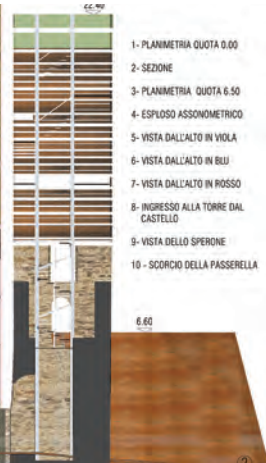 22.40
1- PLANIMETRIA QUOTA 0.00
2- SEZIONE
3- PLANIMETRIA QUOTA 6.50
4- ESPLOSO ASSONOMETRICO
5- VISTA DALL'ALTO IN VIOLA
6- VISTA DALL'ALTO IN BLU
7- VISTA DALL'ALTO IN ROSSO
8- INGRESSO ALLA TORRE DAL
CASTELLO
9- VISTA DELLO SPERONE
10 - SCORCIO DELLA PASSERELLA
6.60
2